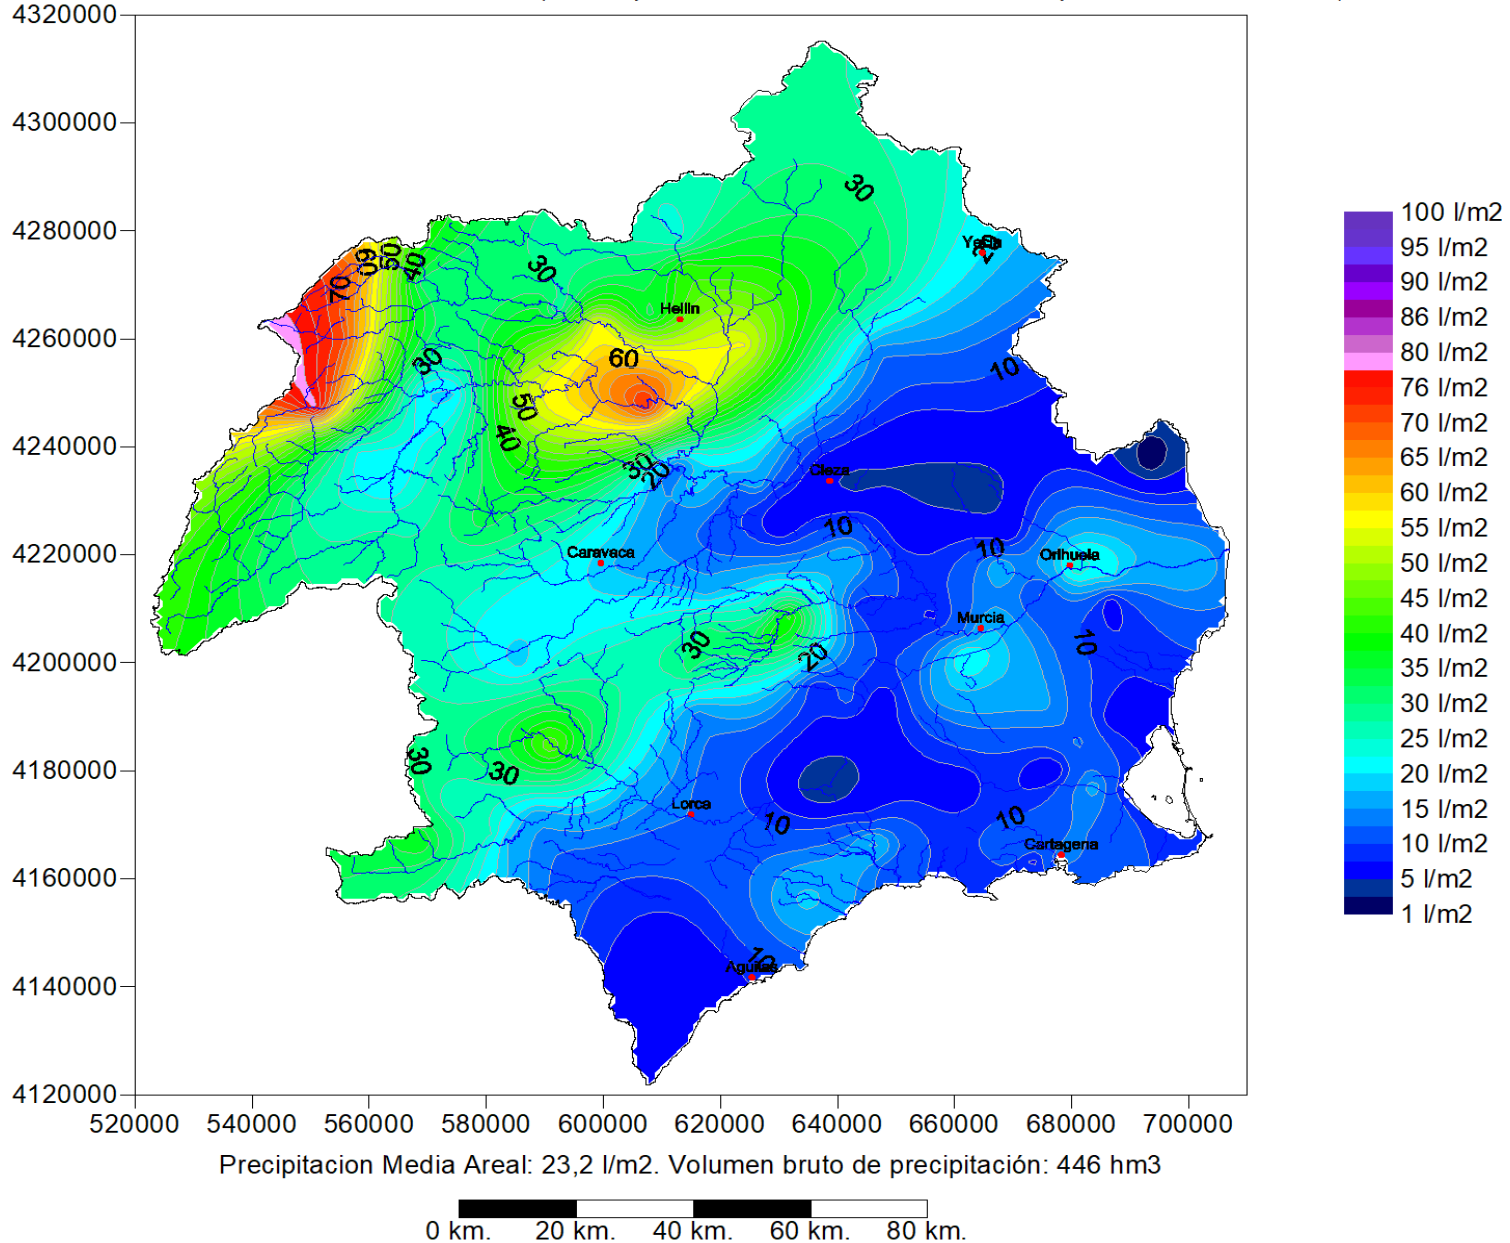 4320000
4300000
4280000
4260000
4240000
4220000
4200000
4180000
4160000
4140000
4120000
520000 540000 560000 580000 600000 620000 640000 660000 680000 700000
30
Yecla
20
70 60 50 40
30
Hellin
60
30
50
40
10
30 20
Cieza
10
10
Caravaca
Orihuela
Murcia
30
20
10
30
30
Lorca
10
10
Cartagena
10
Aguilas
100 l/m2
95 l/m2
90 l/m2
86 l/m2
80 l/m2
76 l/m2
70 l/m2
65 l/m2
60 l/m2
55 l/m2
50 l/m2
45 l/m2
40 l/m2
35 l/m2
30 l/m2
25 l/m2
20 l/m2
15 l/m2
10 l/m2
5 l/m2
1 l/m2
Precipitacion Media Areal: 23,2 l/m2. Volumen bruto de precipitación: 446 hm3
0 km. 20 km. 40 km. 60 km. 80 km.